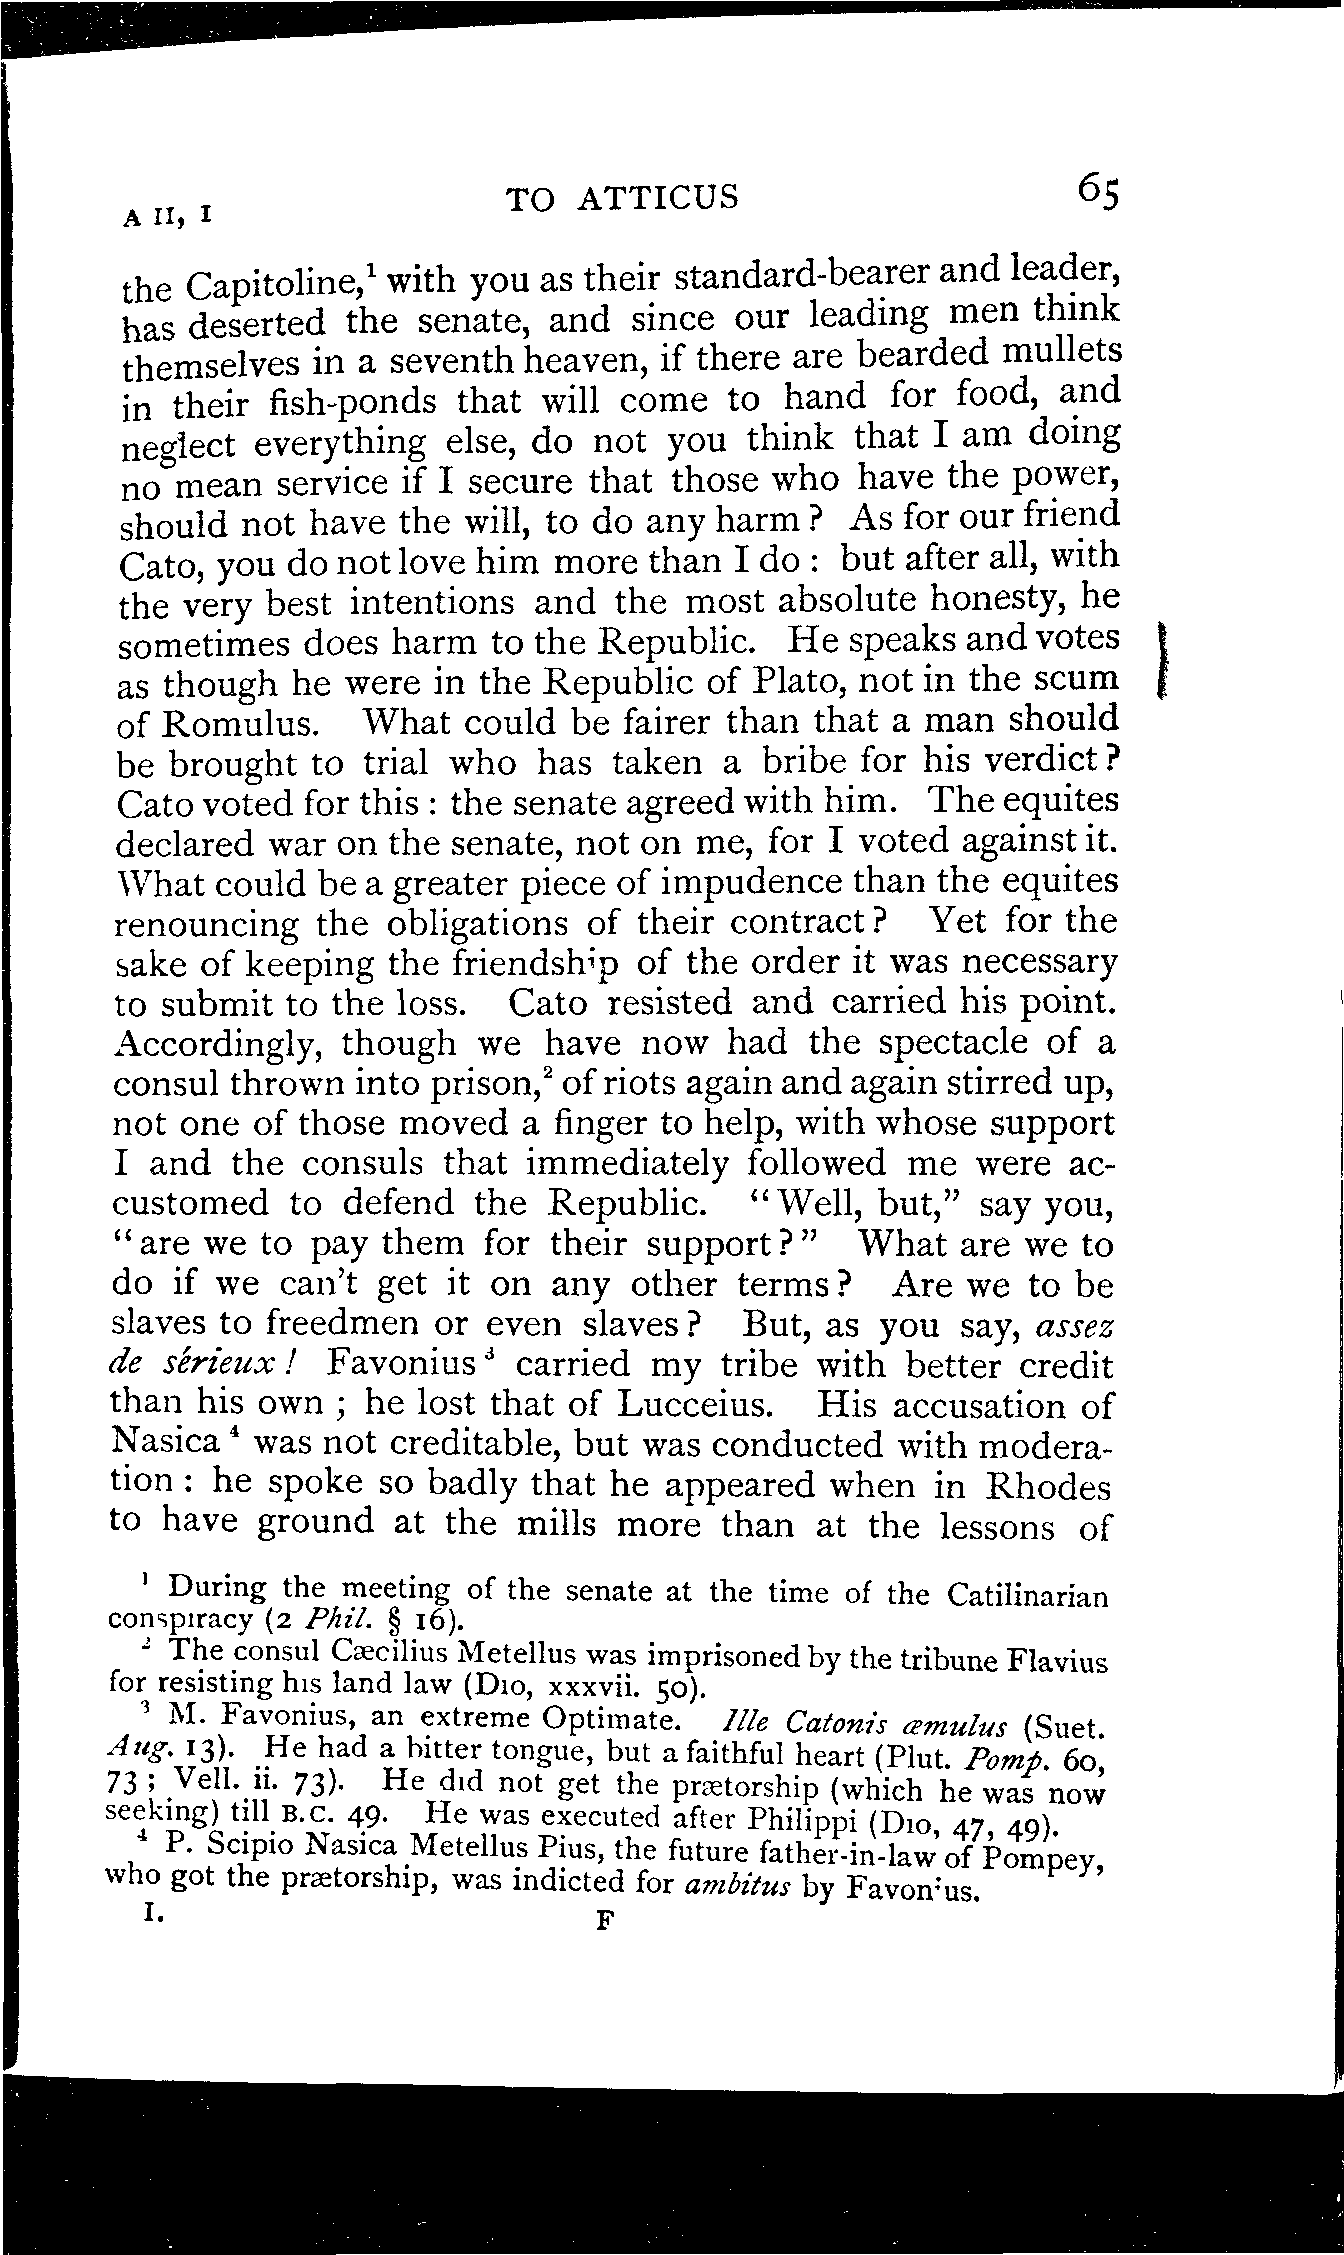 A II, I TO ATTICUS 65
the Capitoline,¹ with you as their standard-bearer and leader,
has deserted the senate, and since our leading men think
themselves in a seventh heaven, if there are bearded mullets
in their fish-ponds that will come to hand for food, and
neglect everything else, do not you think that I am doing
no mean service if I secure that those who have the power,
should not have the will, to do any harm? As for our friend
Cato, you do not love him more than I do : but after all, with
the very best intentions and the most absolute honesty, he
sometimes does harm to the Republic. He speaks and votes
as though he were in the Republic of Plato, not in the scum
of Romulus. What could be fairer than that a man should
be brought to trial who has taken a bribe for his verdict?
Cato voted for this : the senate agreed with him. The equites
declared war on the senate, not on me, for I voted against it.
What could be a greater piece of impudence than the equites
renouncing the obligations of their contract? Yet for the
sake of keeping the friendship of the order it was necessary
to submit to the loss. Cato resisted and carried his point.
Accordingly, though we have now had the spectacle of a
consul thrown into prison,² of riots again and again stirred up,
not one of those moved a finger to help, with whose support
I and the consuls that immediately followed me were ac-
customed to defend the Republic. "Well, but," say you,
"are we to pay them for their support?" What are we to
do if we can't get it on any other terms? Are we to be
slaves to freedmen or even slaves? But, as you say, assez
de sérieux! Favonius³ carried my tribe with better credit
than his own ; he lost that of Lucceius. His accusation of
Nasica⁴ was not creditable, but was conducted with modera-
tion : he spoke so badly that he appeared when in Rhodes
to have ground at the mills more than at the lessons of
¹ During the meeting of the senate at the time of the Catilinarian
conspiracy (2 Phil. § 16).
² The consul Cæcilius Metellus was imprisoned by the tribune Flavius
for resisting his land law (Dio, xxxvii. 50).
³ M. Favonius, an extreme Optimate. Ille Catonis æmulus (Suet.
Aug. 13). He had a bitter tongue, but a faithful heart (Plut. Pomp. 60,
73 ; Vell. ii. 73). He did not get the prætorship (which he was now
seeking) till B.C. 49. He was executed after Philippi (Dio, 47, 49).
⁴ P. Scipio Nasica Metellus Pius, the future father-in-law of Pompey,
who got the prætorship, was indicted for ambitus by Favonius.
I. F